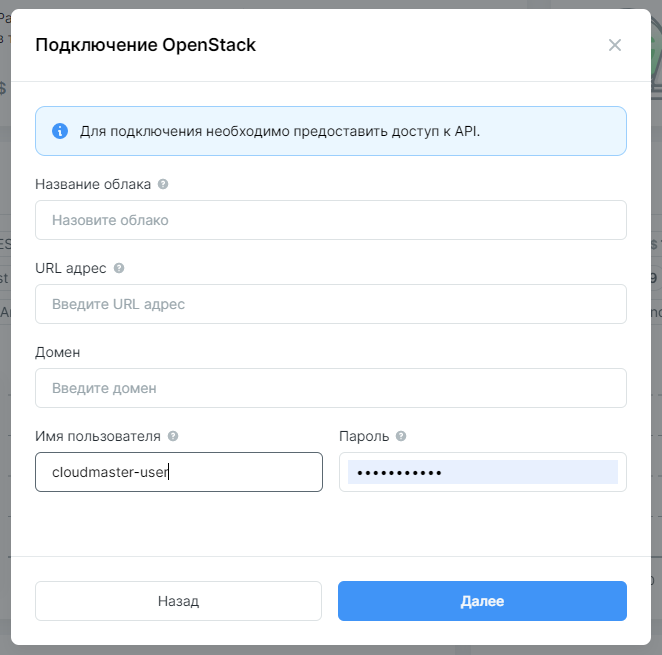 Подключение OpenStack
Для подключения необходимо предоставить доступ к API.
Название облака
Назовите облако
URL адрес
Введите URL адрес
Домен
Введите домен
Имя пользователя
Пароль
cloudmaster-user
•••••••••••
Назад
Далее